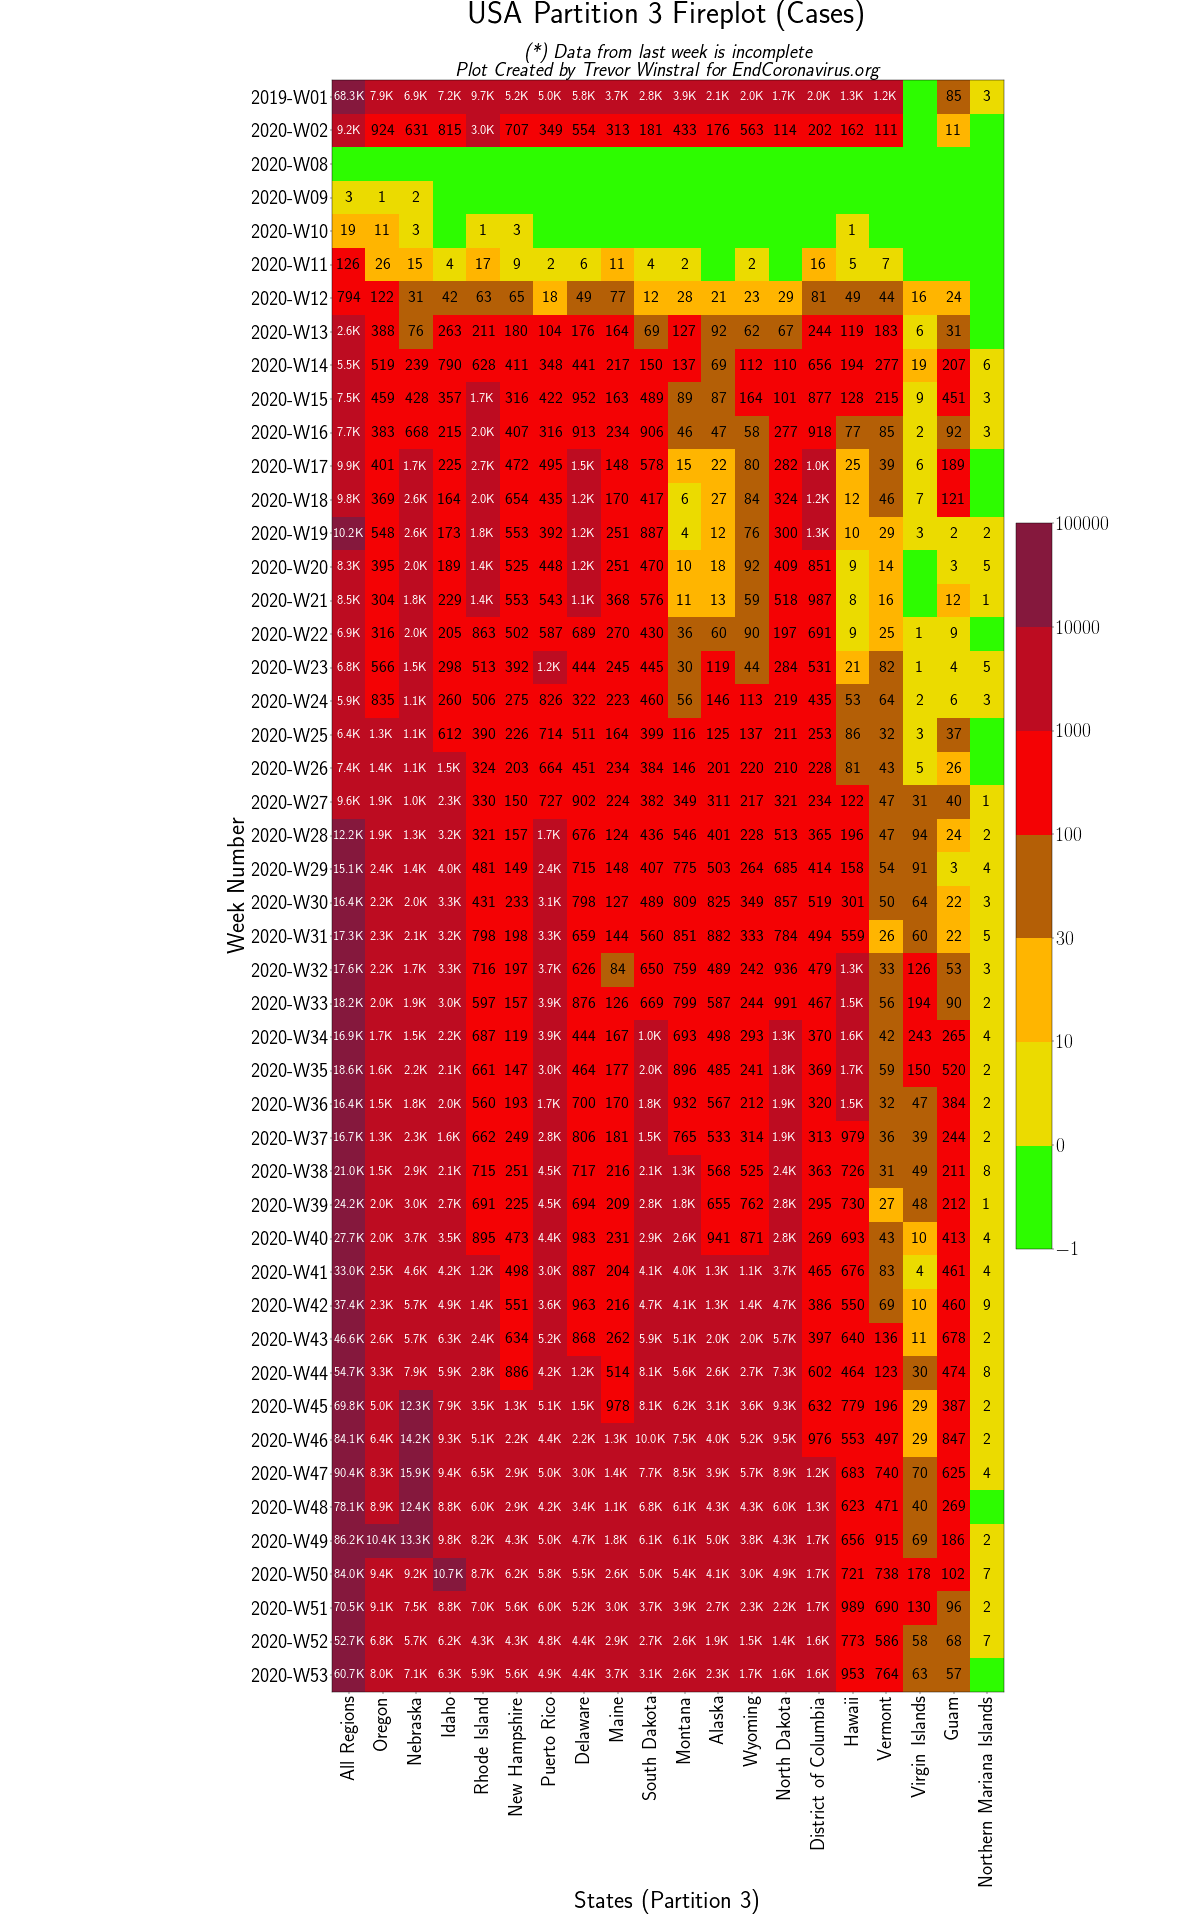 USA Partition 3 Fireplot (Cases)
(*) Data from last week is incomplete
Plot Created by Trevor Winstral for EndCoronavirus.org
2019-W01 68.3K 7.9K 6.9K 7.2K 9.7K 5.2K 5.0K 5.8K 3.7K 2.8K 3.9K 2.1K 2.0K 1.7K 2.0K 1.3K 1.2K 85 3
2020-W02 9.2K 924 631 815 3.0K 707 349 554 313 181 433 176 563 114 202 162 111 11
2020-W08
2020-W09 3 1 2
2020-W10 19 11 3 1 3 1
2020-W11 126 26 15 4 17 9 2 6 11 4 2 2 16 5 7
2020-W12 794 122 31 42 63 65 18 49 77 12 28 21 23 29 81 49 44 16 24
2020-W13 2.6K 388 76 263 211 180 104 176 164 69 127 92 62 67 244 119 183 6 31
2020-W14 5.5K 519 239 790 628 411 348 441 217 150 137 69 112 110 656 194 277 19 207 6
2020-W15 7.5K 459 428 357 1.7K 316 422 952 163 489 89 87 164 101 877 128 215 9 451 3
2020-W16 7.7K 383 668 215 2.0K 407 316 913 234 906 46 47 58 277 918 77 85 2 92 3
2020-W17 9.9K 401 1.7K 225 2.7K 472 495 1.5K 148 578 15 22 80 282 1.0K 25 39 6 189
2020-W18 9.8K 369 2.6K 164 2.0K 654 435 1.2K 170 417 6 27 84 324 1.2K 12 46 7 121
2020-W19 10.2K 548 2.6K 173 1.8K 553 392 1.2K 251 887 4 12 76 300 1.3K 10 29 3 2 2
2020-W20 8.3K 395 2.0K 189 1.4K 525 448 1.2K 251 470 10 18 92 409 851 9 14 3 5
2020-W21 8.5K 304 1.8K 229 1.4K 553 543 1.1K 368 576 11 13 59 518 987 8 16 12 1
2020-W22 6.9K 316 2.0K 205 863 502 587 689 270 430 36 60 90 197 691 9 25 1 9
2020-W23 6.8K 566 1.5K 298 513 392 1.2K 444 245 445 30 119 44 284 531 21 82 1 4 5
2020-W24 5.9K 835 1.1K 260 506 275 826 322 223 460 56 146 113 219 435 53 64 2 6 3
2020-W25 6.4K 1.3K 1.1K 612 390 226 714 511 164 399 116 125 137 211 253 86 32 3 37
2020-W26 7.4K 1.4K 1.1K 1.5K 324 203 664 451 234 384 146 201 220 210 228 81 43 5 26
2020-W27 9.6K 1.9K 1.0K 2.3K 330 150 727 902 224 382 349 311 217 321 234 122 47 31 40 1
2020-W28 12.2K 1.9K 1.3K 3.2K 321 157 1.7K 676 124 436 546 401 228 513 365 196 47 94 24 2
2020-W29 15.1K 2.4K 1.4K 4.0K 481 149 2.4K 715 148 407 775 503 264 685 414 158 54 91 3 4
2020-W30 16.4K 2.2K 2.0K 3.3K 431 233 3.1K 798 127 489 809 825 349 857 519 301 50 64 22 3
2020-W31 17.3K 2.3K 2.1K 3.2K 798 198 3.3K 659 144 560 851 882 333 784 494 559 26 60 22 5
2020-W32 17.6K 2.2K 1.7K 3.3K 716 197 3.7K 626 84 650 759 489 242 936 479 1.3K 33 126 53 3
2020-W33 18.2K 2.0K 1.9K 3.0K 597 157 3.9K 876 126 669 799 587 244 991 467 1.5K 56 194 90 2
2020-W34 16.9K 1.7K 1.5K 2.2K 687 119 3.9K 444 167 1.0K 693 498 293 1.3K 370 1.6K 42 243 265 4
2020-W35 18.6K 1.6K 2.2K 2.1K 661 147 3.0K 464 177 2.0K 896 485 241 1.8K 369 1.7K 59 150 520 2
2020-W36 16.4K 1.5K 1.8K 2.0K 560 193 1.7K 700 170 1.8K 932 567 212 1.9K 320 1.5K 32 47 384 2
2020-W37 16.7K 1.3K 2.3K 1.6K 662 249 2.8K 806 181 1.5K 765 533 314 1.9K 313 979 36 39 244 2
2020-W38 21.0K 1.5K 2.9K 2.1K 715 251 4.5K 717 216 2.1K 1.3K 568 525 2.4K 363 726 31 49 211 8
2020-W39 24.2K 2.0K 3.0K 2.7K 691 225 4.5K 694 209 2.8K 1.8K 655 762 2.8K 295 730 27 48 212 1
2020-W40 27.7K 2.0K 3.7K 3.5K 895 473 4.4K 983 231 2.9K 2.6K 941 871 2.8K 269 693 43 10 413 4
2020-W41 33.0K 2.5K 4.6K 4.2K 1.2K 498 3.0K 887 204 4.1K 4.0K 1.3K 1.1K 3.7K 465 676 83 4 461 4
2020-W42 37.4K 2.3K 5.7K 4.9K 1.4K 551 3.6K 963 216 4.7K 4.1K 1.3K 1.4K 4.7K 386 550 69 10 460 9
2020-W43 46.6K 2.6K 5.7K 6.3K 2.4K 634 5.2K 868 262 5.9K 5.1K 2.0K 2.0K 5.7K 397 640 136 11 678 2
2020-W44 54.7K 3.3K 7.9K 5.9K 2.8K 886 4.2K 1.2K 514 8.1K 5.6K 2.6K 2.7K 7.3K 602 464 123 30 474 8
2020-W45 69.8K 5.0K 12.3K 7.9K 3.5K 1.3K 5.1K 1.5K 978 8.1K 6.2K 3.1K 3.6K 9.3K 632 779 196 29 387 2
2020-W46 84.1K 6.4K 14.2K 9.3K 5.1K 2.2K 4.4K 2.2K 1.3K 10.0K 7.5K 4.0K 5.2K 9.5K 976 553 497 29 847 2
2020-W47 90.4K 8.3K 15.9K 9.4K 6.5K 2.9K 5.0K 3.0K 1.4K 7.7K 8.5K 3.9K 5.7K 8.9K 1.2K 683 740 70 625 4
2020-W48 78.1K 8.9K 12.4K 8.8K 6.0K 2.9K 4.2K 3.4K 1.1K 6.8K 6.1K 4.3K 4.3K 6.0K 1.3K 623 471 40 269
2020-W49 86.2K 10.4K 13.3K 9.8K 8.2K 4.3K 5.0K 4.7K 1.8K 6.1K 6.1K 5.0K 3.8K 4.3K 1.7K 656 915 69 186 2
2020-W50 84.0K 9.4K 9.2K 10.7K 8.7K 6.2K 5.8K 5.5K 2.6K 5.0K 5.4K 4.1K 3.0K 4.9K 1.7K 721 738 178 102 7
2020-W51 70.5K 9.1K 7.5K 8.8K 7.0K 5.6K 6.0K 5.2K 3.0K 3.7K 3.9K 2.7K 2.3K 2.2K 1.7K 989 690 130 96 2
2020-W52 52.7K 6.8K 5.7K 6.2K 4.3K 4.3K 4.8K 4.4K 2.9K 2.7K 2.6K 1.9K 1.5K 1.4K 1.6K 773 586 58 68 7
2020-W53 60.7K 8.0K 7.1K 6.3K 5.9K 5.6K 4.9K 4.4K 3.7K 3.1K 2.6K 2.3K 1.7K 1.6K 1.6K 953 764 63 57
Week Number
All Regions
Oregon
Nebraska
Idaho
Rhode Island
New Hampshire
Puerto Rico
Delaware
Maine
South Dakota
Montana
Alaska
Wyoming
North Dakota
District of Columbia
Hawaii
Vermont
Virgin Islands
Guam
Northern Mariana Islands
States (Partition 3)
100000
10000
1000
100
30
10
0
−1